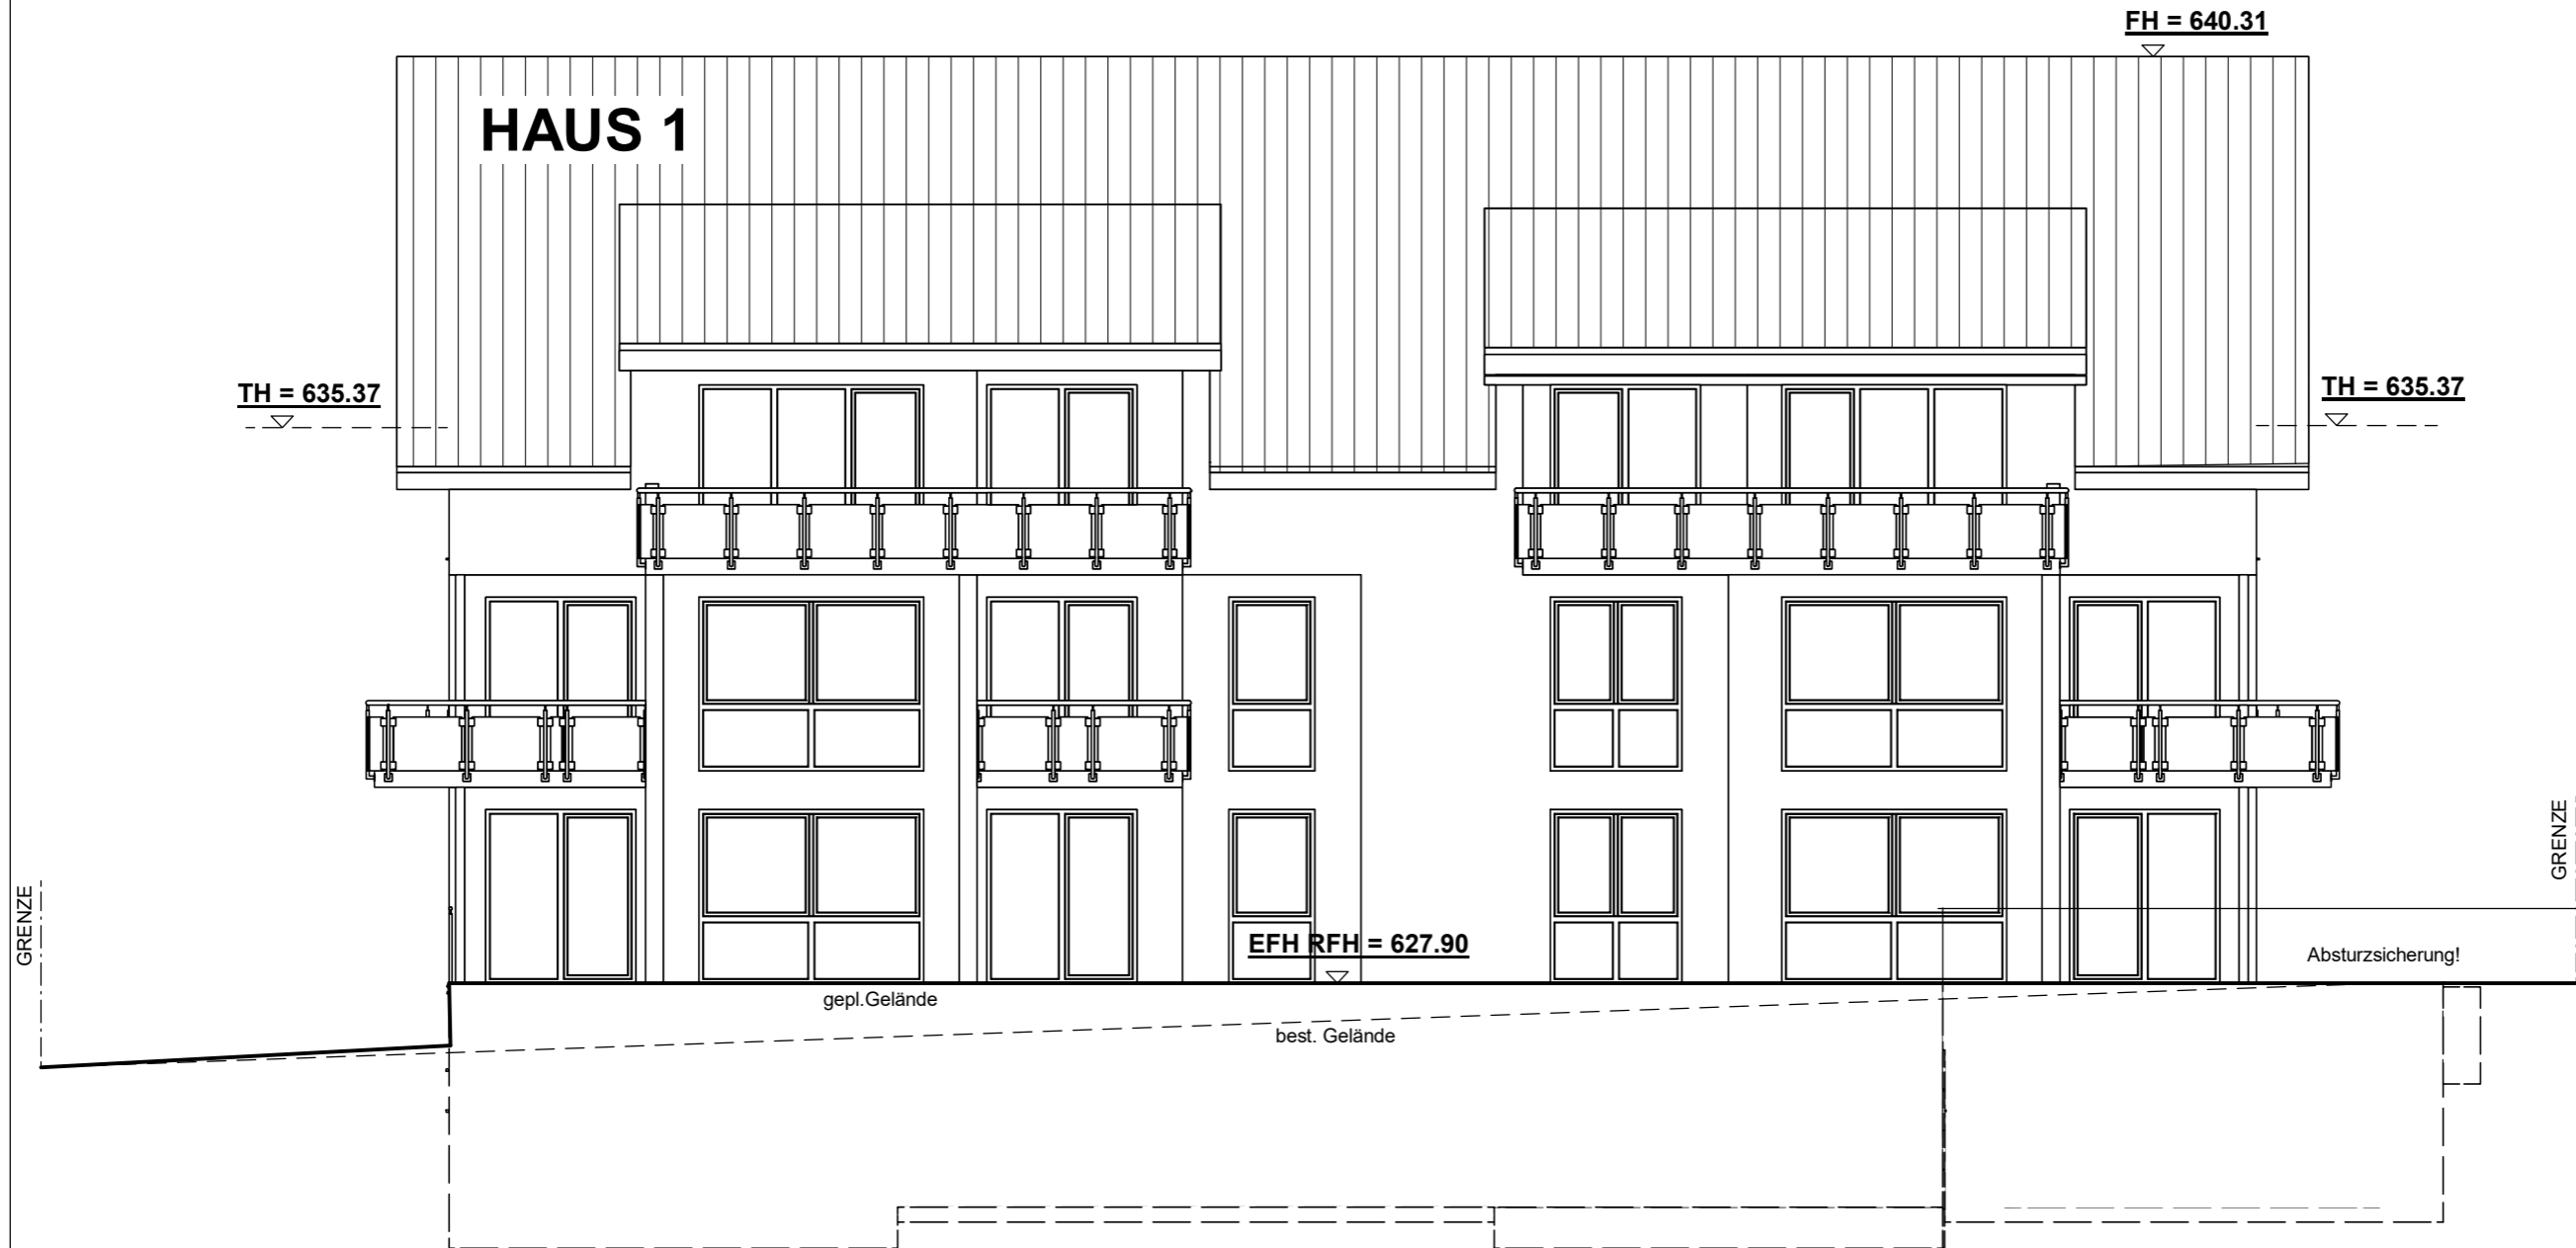 FH = 640.31
HAUS 1
TH = 635.37
TH = 635.37
GRENZE
GRENZE
EFH RFH = 627.90
Absturzsicherung!
gepl.Gelände
best. Gelände